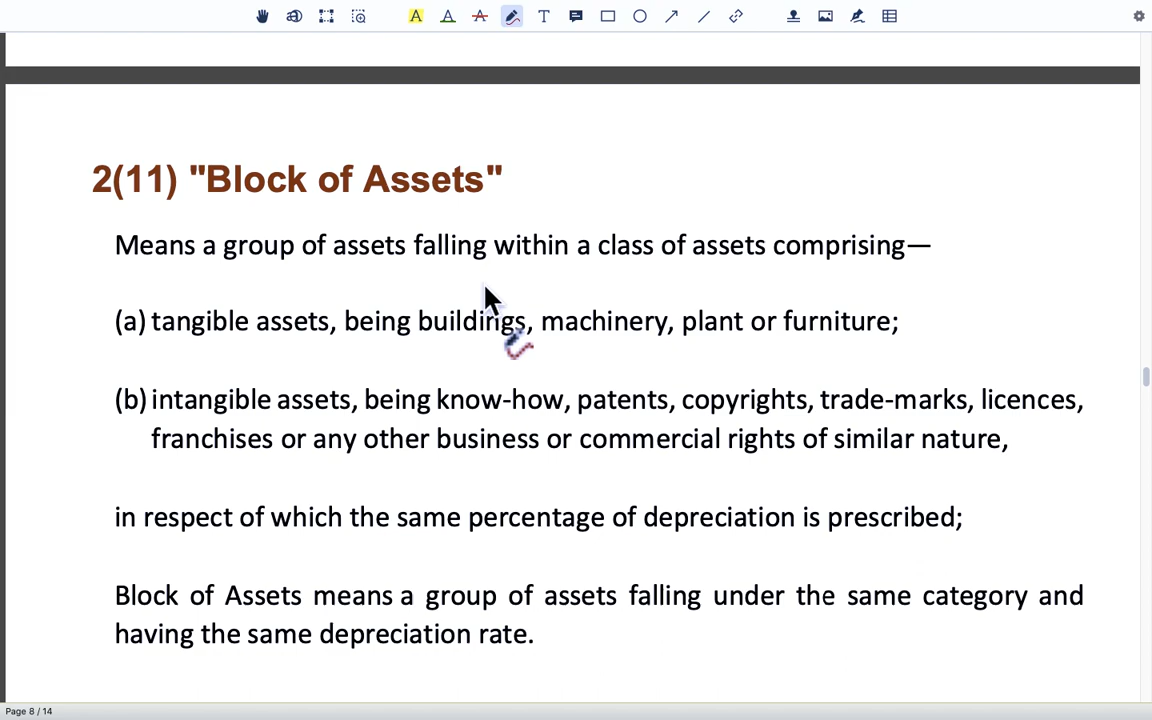 2(11) "Block of Assets"
Means a group of assets falling within a class of assets comprising—
(a) tangible assets, being buildings, machinery, plant or furniture;
(b) intangible assets, being know-how, patents, copyrights, trade-marks, licences,
franchises or any other business or commercial rights of similar nature,
in respect of which the same percentage of depreciation is prescribed;
Block of Assets means a group of assets falling under the same category and
having the same depreciation rate.
Page 8 / 14